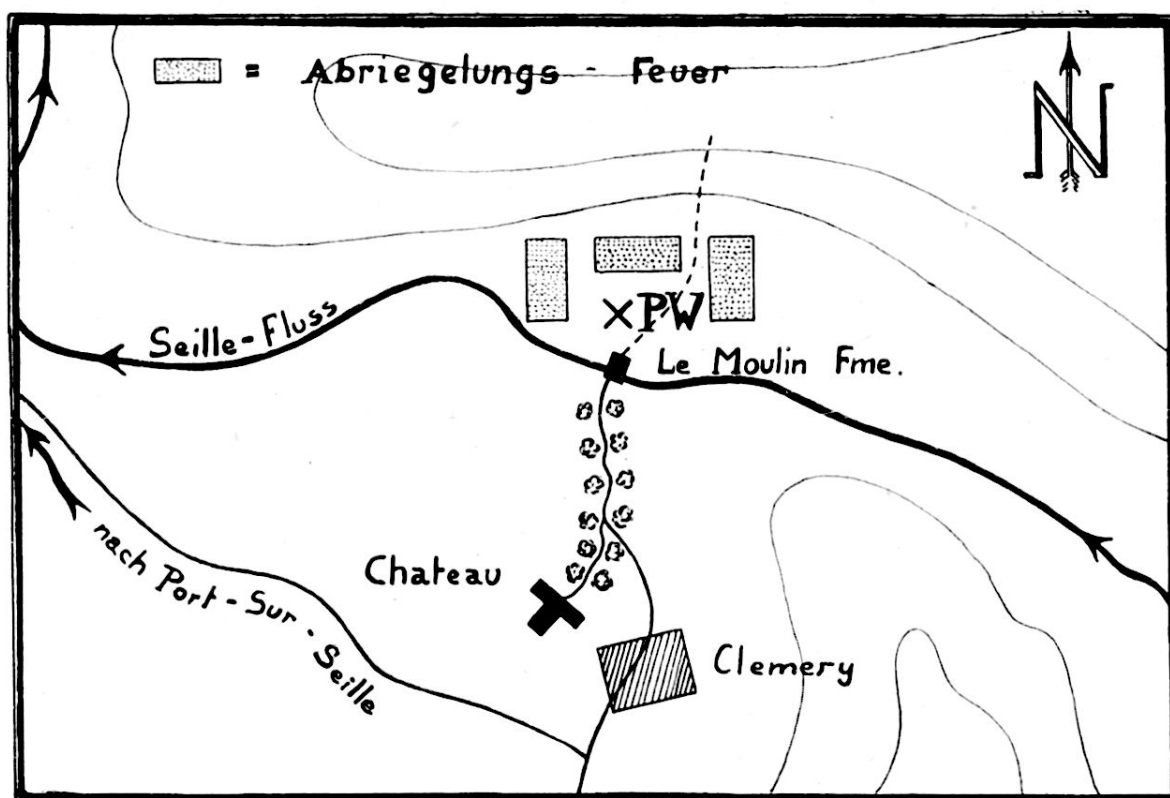 = Abriegelungs - Feuer
N
PW
Seille-Fluss
Le Moulin Fme.
nach Port-Sur-Seille
Chateau
Clemery